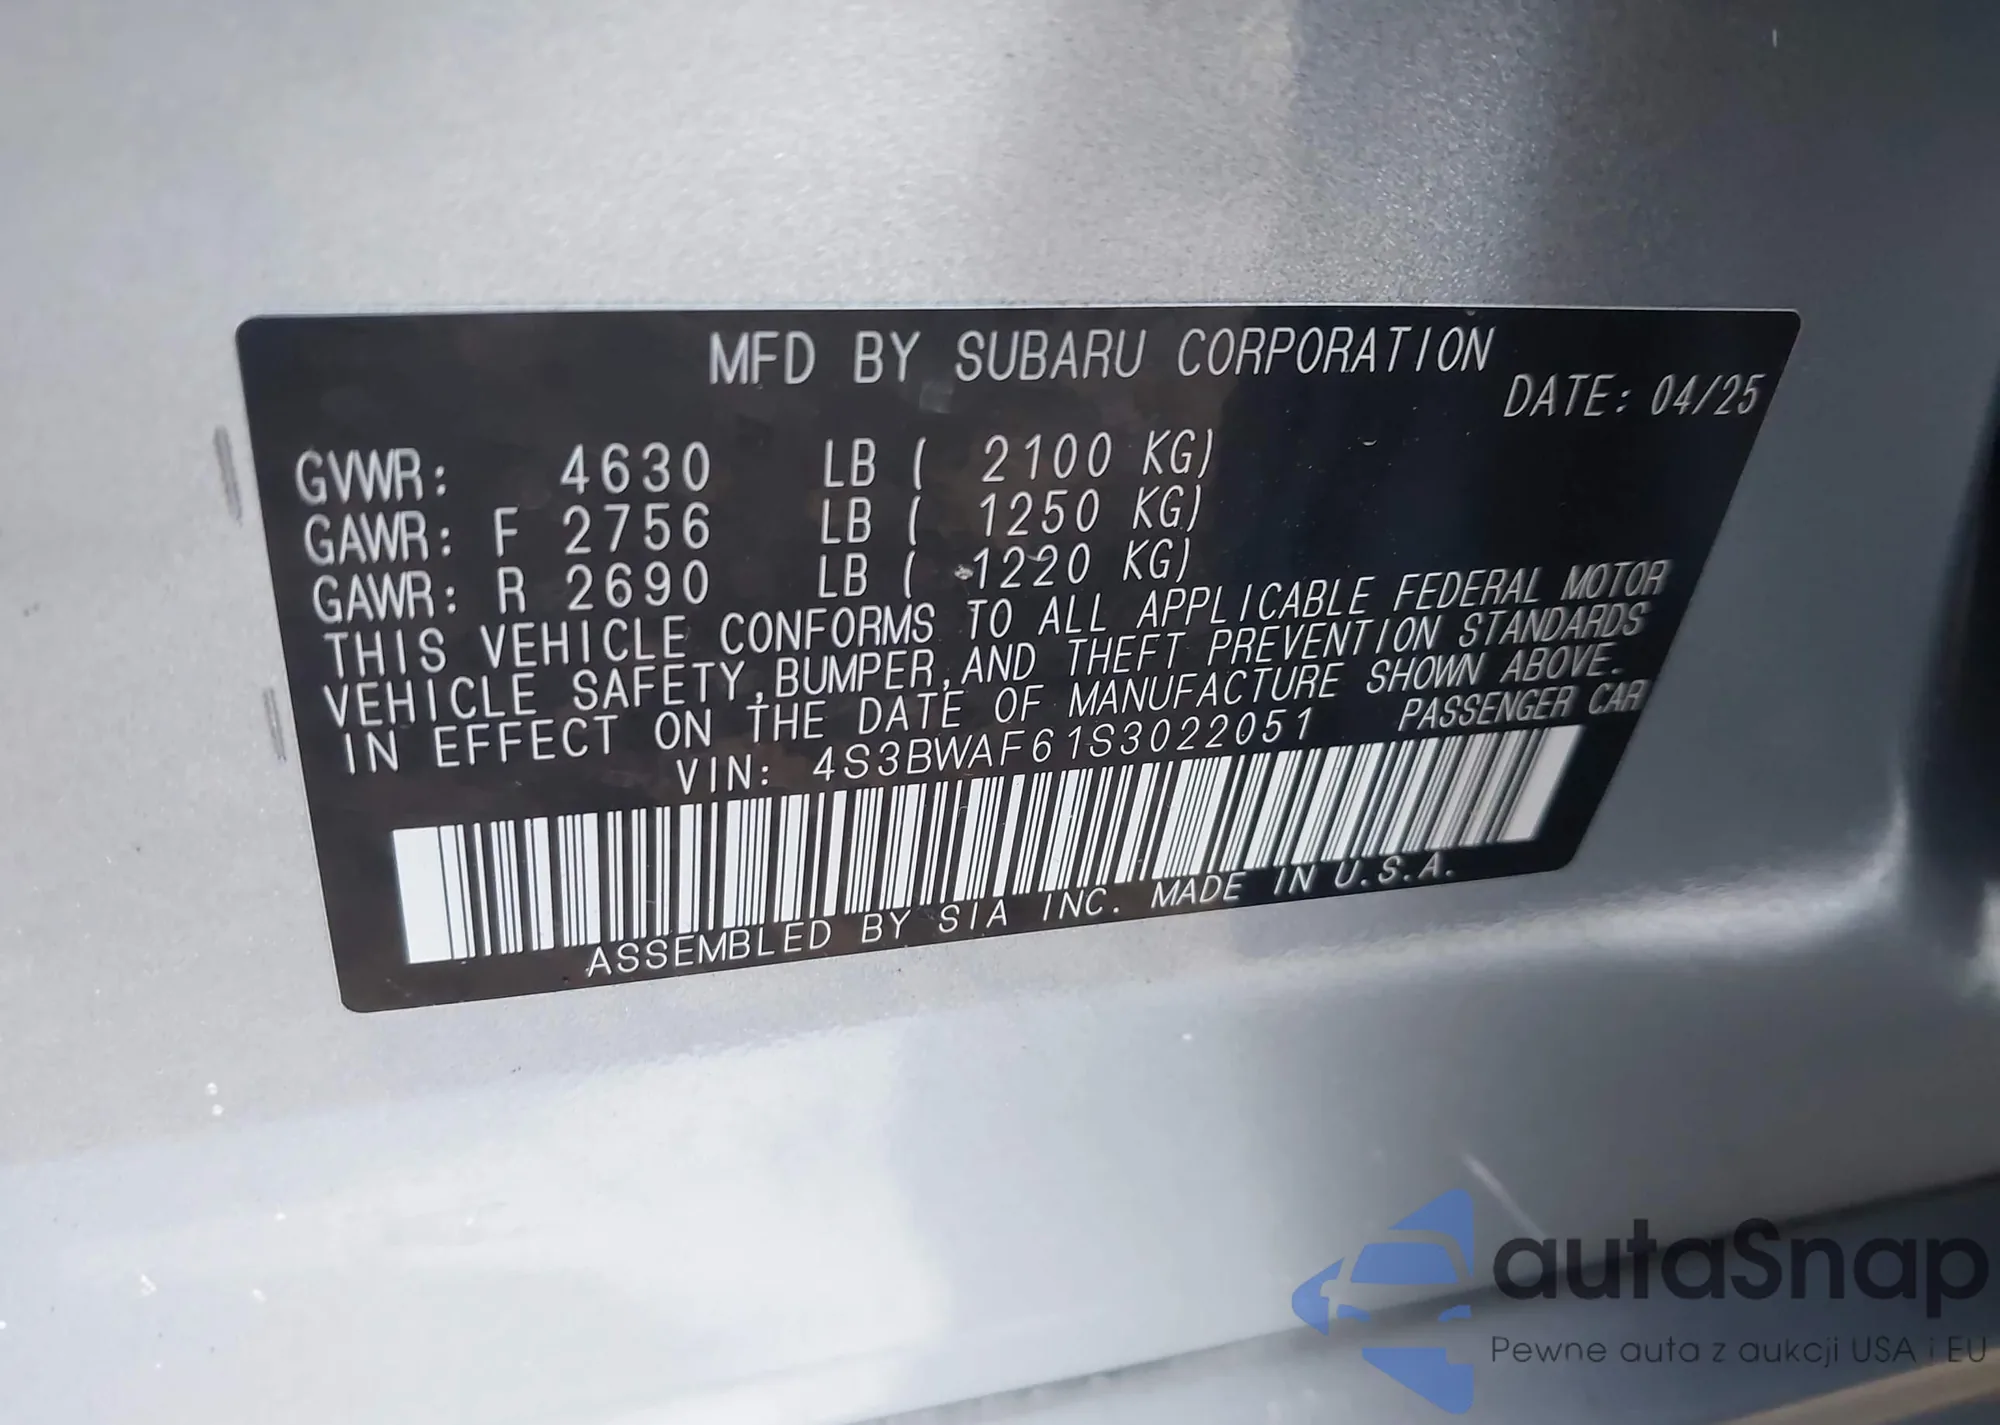 MFD BY SUBARU CORPORATION
DATE: 04/25
GVWR: 4630 LB ( 2100 KG)
GAWR: F 2756 LB ( 1250 KG)
GAWR: R 2690 LB ( 1220 KG)
THIS VEHICLE CONFORMS TO ALL APPLICABLE FEDERAL MOTOR
VEHICLE SAFETY,BUMPER,AND THEFT PREVENTION STANDARDS
IN EFFECT ON THE DATE OF MANUFACTURE SHOWN ABOVE.
VIN: 4S3BWAF61S3022051 PASSENGER CAR
ASSEMBLED BY SIA INC. MADE IN U.S.A.
autaSnap
Pewne auta z aukcji USA i EU